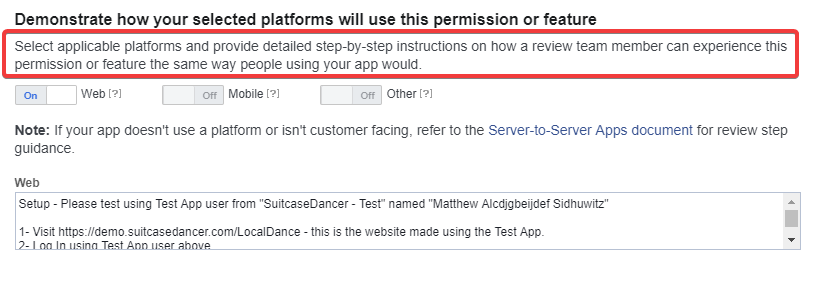 Demonstrate how your selected platforms will use this permission or feature
Select applicable platforms and provide detailed step-by-step instructions on how a review team member can experience this
permission or feature the same way people using your app would.
On Web [?] Off Mobile [?] Off Other [?]
Note: If your app doesn't use a platform or isn't customer facing, refer to the Server-to-Server Apps document for review step
guidance.
Web
Setup - Please test using Test App user from "SuitcaseDancer - Test" named "Matthew Alcdjgbeijdef Sidhuwitz"
1- Visit https://demo.suitcasedancer.com/LocalDance - this is the website made using the Test App.
2- Log In using Test App user above